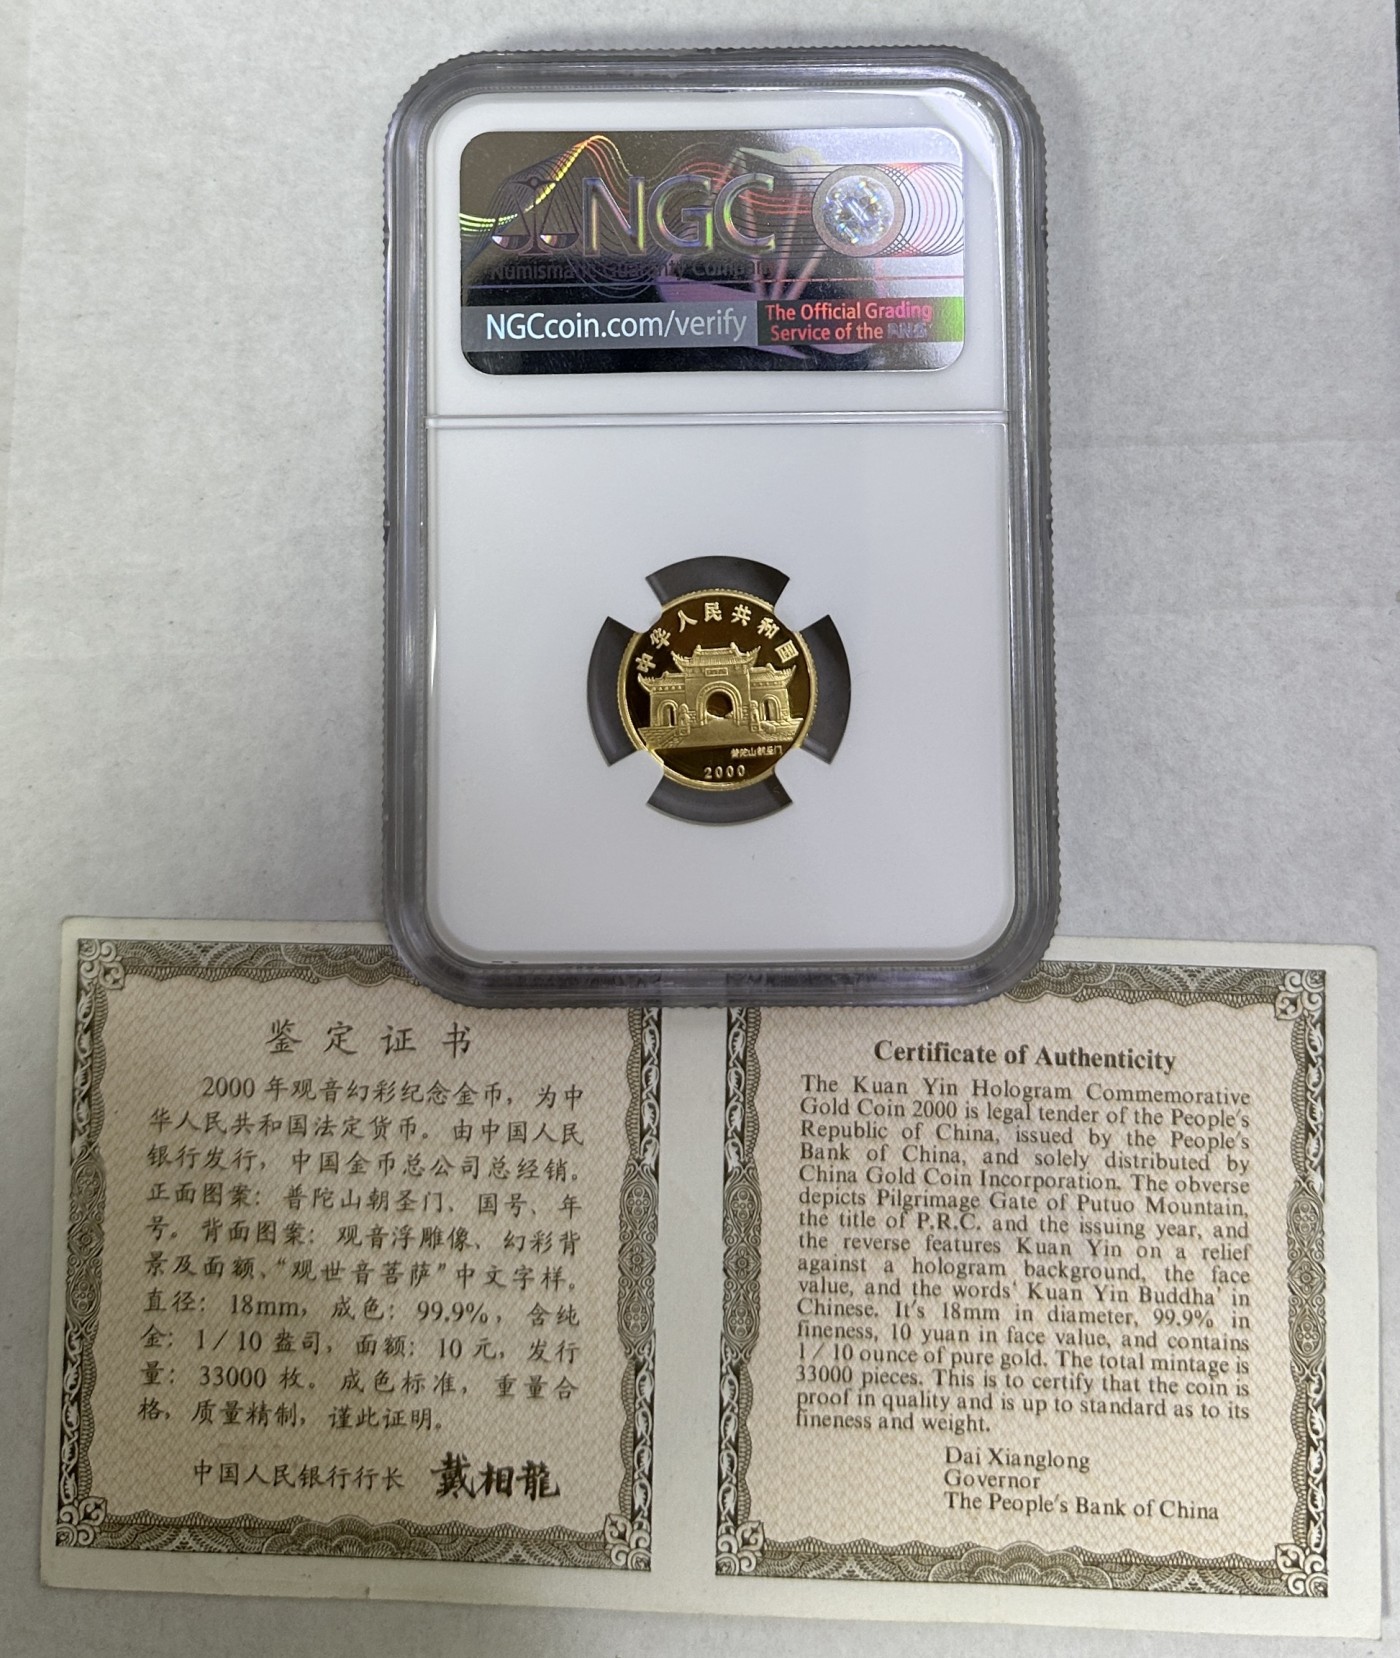 NGC
Numismatic Guaranty Company
NGCcoin.com/verify
The Official Grading
Service of the ANG
中华人民共和国
普陀山朝圣门
2000
鉴定证书
2000年观音幻彩纪念金币，为中
华人民共和国法定货币。由中国人民
银行发行，中国金币总公司总经销。
正面图案：普陀山朝圣门、国号、年
号。背面图案：观音浮雕像、幻彩背
景及面额、“观世音菩萨”中文字样。
直径：18mm，成色：99.9%，含纯
金：1/10盎司，面额：10元，发行
量：33000枚。成色标准，重量合
格，质量精制，谨此证明。
中国人民银行行长 戴相龍
Certificate of Authenticity
The Kuan Yin Hologram Commemorative
Gold Coin 2000 is legal tender of the People's
Republic of China, issued by the People's
Bank of China, and solely distributed by
China Gold Coin Incorporation. The obverse
depicts Pilgrimage Gate of Putuo Mountain,
the title of P.R.C. and the issuing year, and
the reverse features Kuan Yin on a relief
against a hologram background, the face
value, and the words' Kuan Yin Buddha' in
Chinese. It's 18mm in diameter, 99.9% in
fineness, 10 yuan in face value, and contains
1/10 ounce of pure gold. The total mintage is
33000 pieces. This is to certify that the coin is
proof in quality and is up to standard as to its
fineness and weight.
Dai Xianglong
Governor
The People's Bank of China